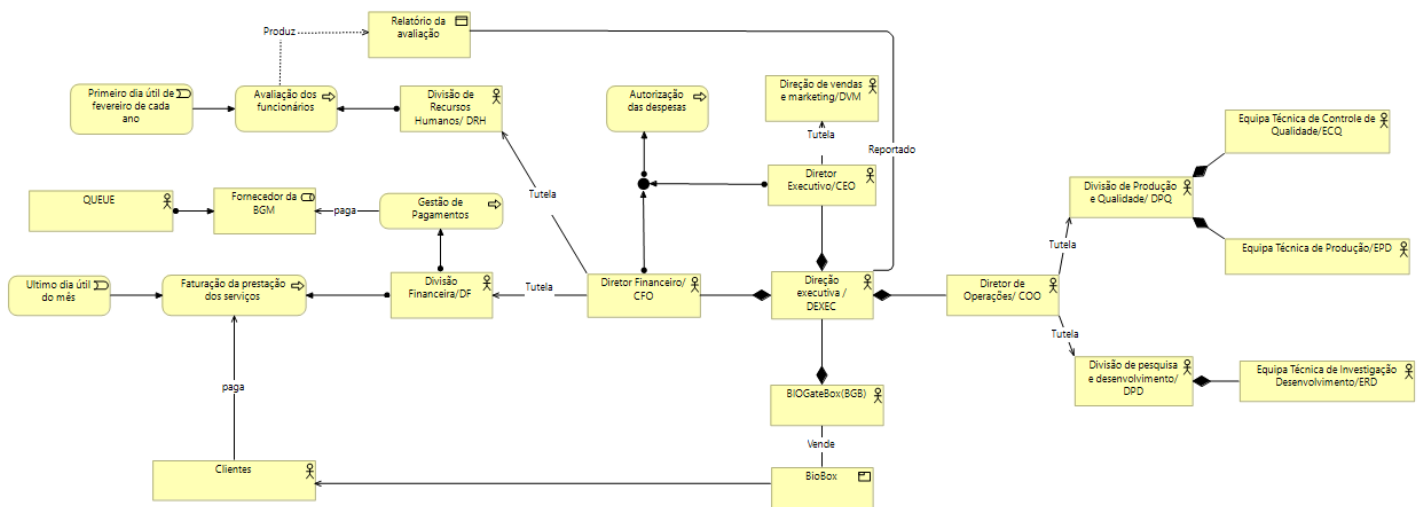 Relatório da
avaliação
Produz
Primeiro dia útil de
fevereiro de cada
ano
Avaliação dos
funcionários
Divisão de
Recursos
Humanos/ DRH
Autorização
das despesas
Direção de vendas
e marketing/DVM
Tutela
Reportado
Equipa Técnica de Controle de
Qualidade/ECQ
Diretor
Executivo/CEO
Divisão de Produção
e Qualidade/ DPQ
QUEUE
Fornecedor da
BGM
paga
Gestão de
Pagamentos
Tutela
Tutela
Equipa Técnica de Produção/EPD
Ultimo dia útil
do mês
Faturação da prestação
dos serviços
Divisão
Financeira/DF
Tutela
Diretor Financeiro/
CFO
Direção
executiva /
DEXEC
Diretor de
Operações/ COO
Tutela
paga
Divisão de pesquisa
e desenvolvimento/
DPD
Equipa Técnica de Investigação
Desenvolvimento/ERD
BIOGateBox(BGB)
Vende
Clientes
BioBox